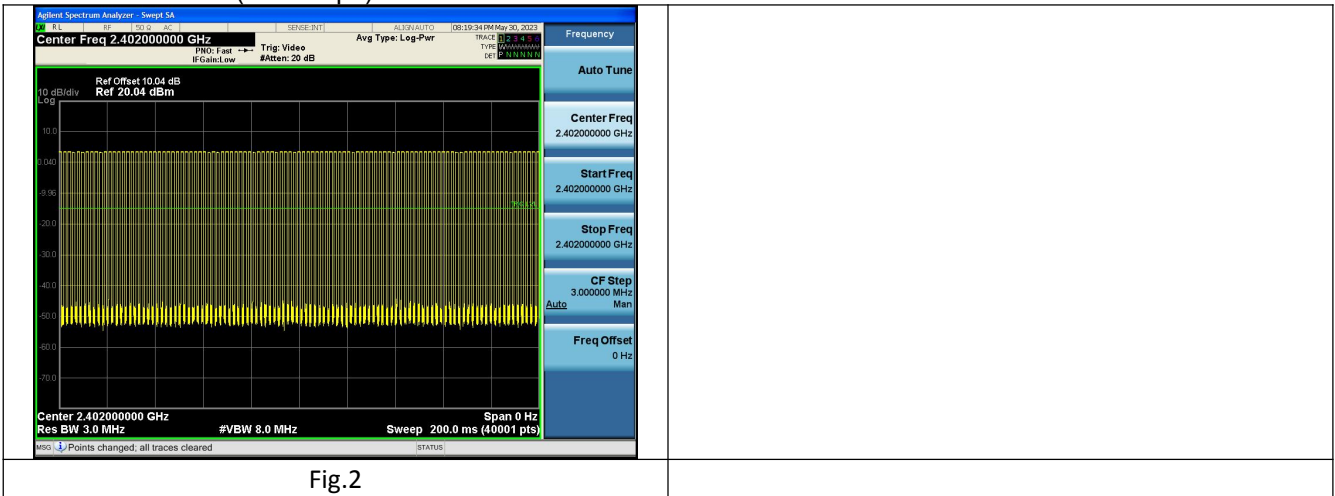 Agilent Spectrum Analyzer - Swept SA
RL RF 50 Ω AC SENSE:INT ALIGN AUTO 08:19:34 PM May 30, 2023
Center Freq 2.402000000 GHz
PNO: Fast
IFGain:Low
Trig: Video
#Atten: 20 dB
Avg Type: Log-Pwr
TRACE 1 2 3 4 5 6
TYPE
DET P N N N N N
Ref Offset 10.04 dB
10 dB/div Ref 20.04 dBm
Log
10.0
0.040
-9.96
-20.0
-30.0
-40.0
-50.0
-60.0
-70.0
Center 2.402000000 GHz Span 0 Hz
Res BW 3.0 MHz #VBW 8.0 MHz Sweep 200.0 ms (40001 pts)
MSG Points changed; all traces cleared STATUS
Frequency
Auto Tune
Center Freq
2.402000000 GHz
Start Freq
2.402000000 GHz
Stop Freq
2.402000000 GHz
CF Step
3.000000 MHz
Auto Man
Freq Offset
0 Hz
Fig.2